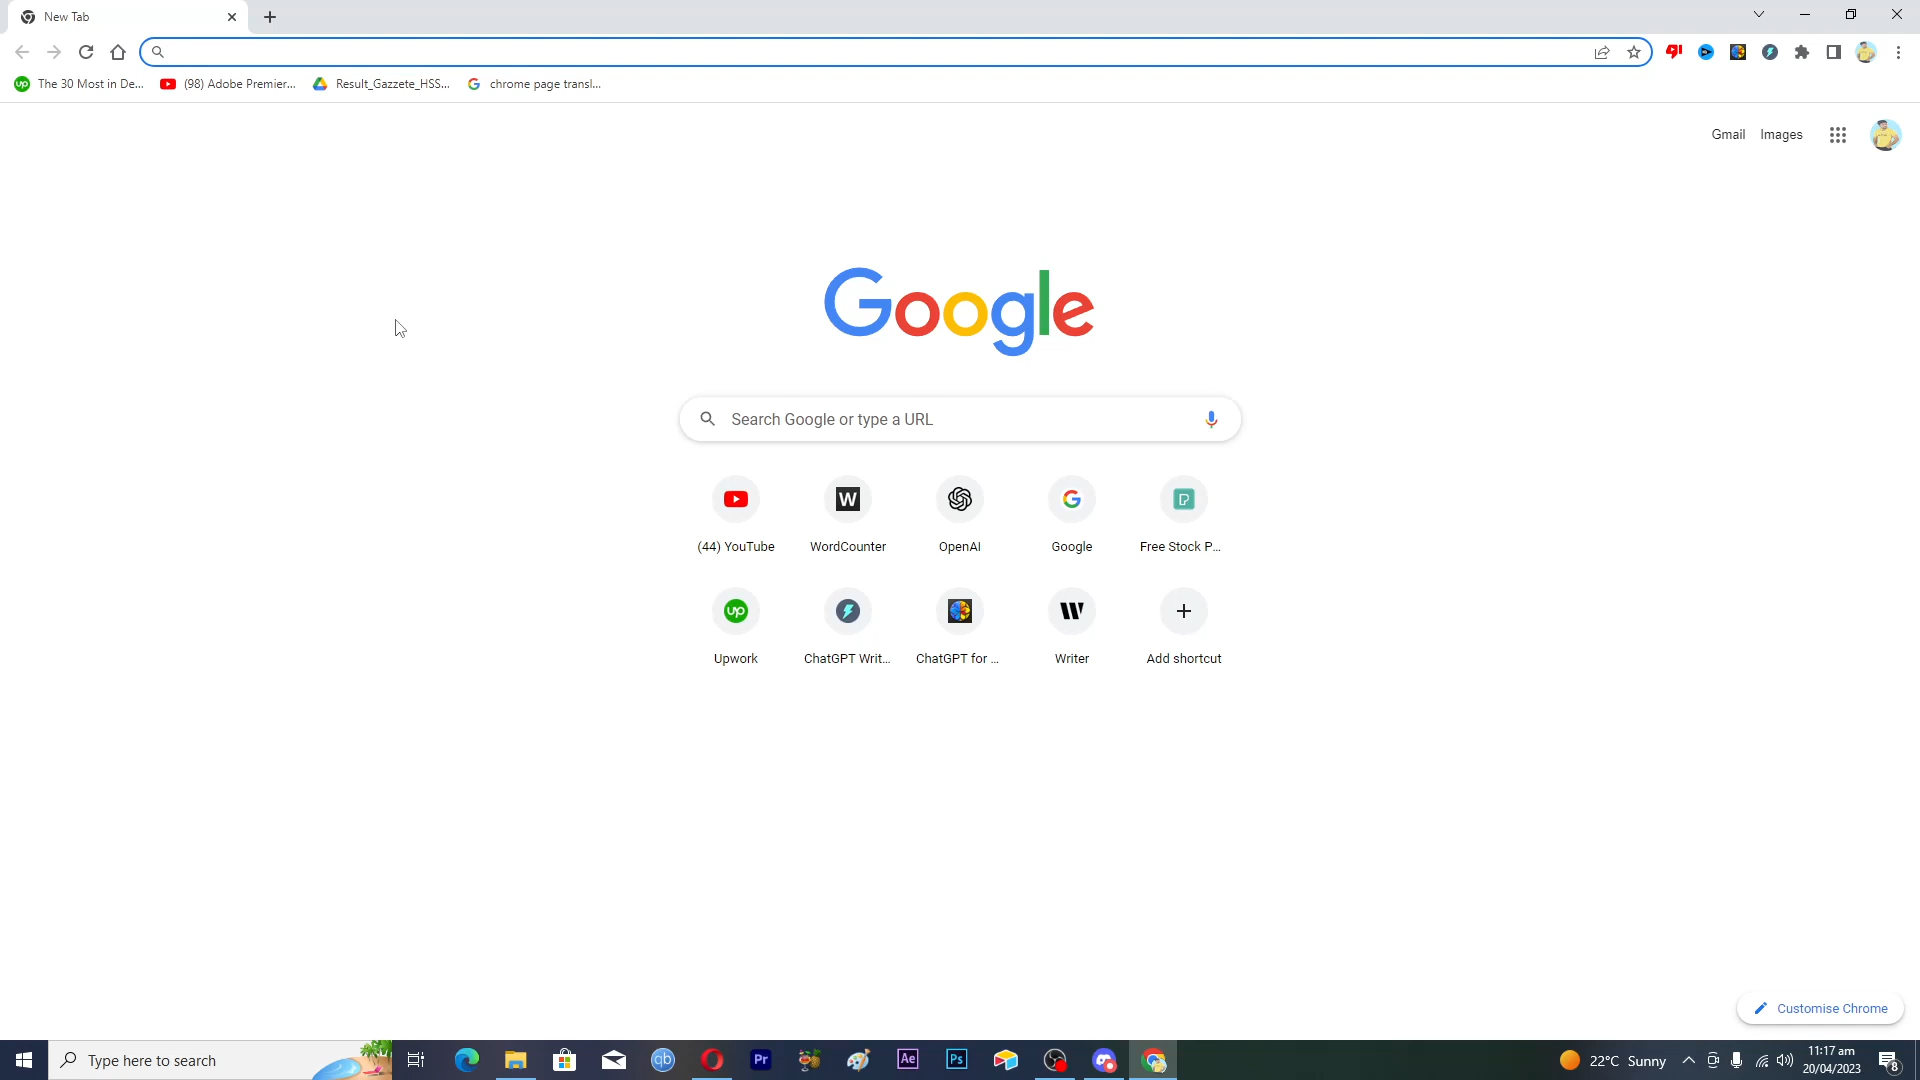 New Tab
The 30 Most in De...
(98) Adobe Premier...
Result_Gazzete_HSS...
chrome page transl...
Gmail
Images
Google
Search Google or type a URL
(44) YouTube
WordCounter
OpenAI
Google
Free Stock P...
Upwork
ChatGPT Writ...
ChatGPT for ...
Writer
Add shortcut
Customise Chrome
Type here to search
22°C Sunny
11:17 am
20/04/2023
8